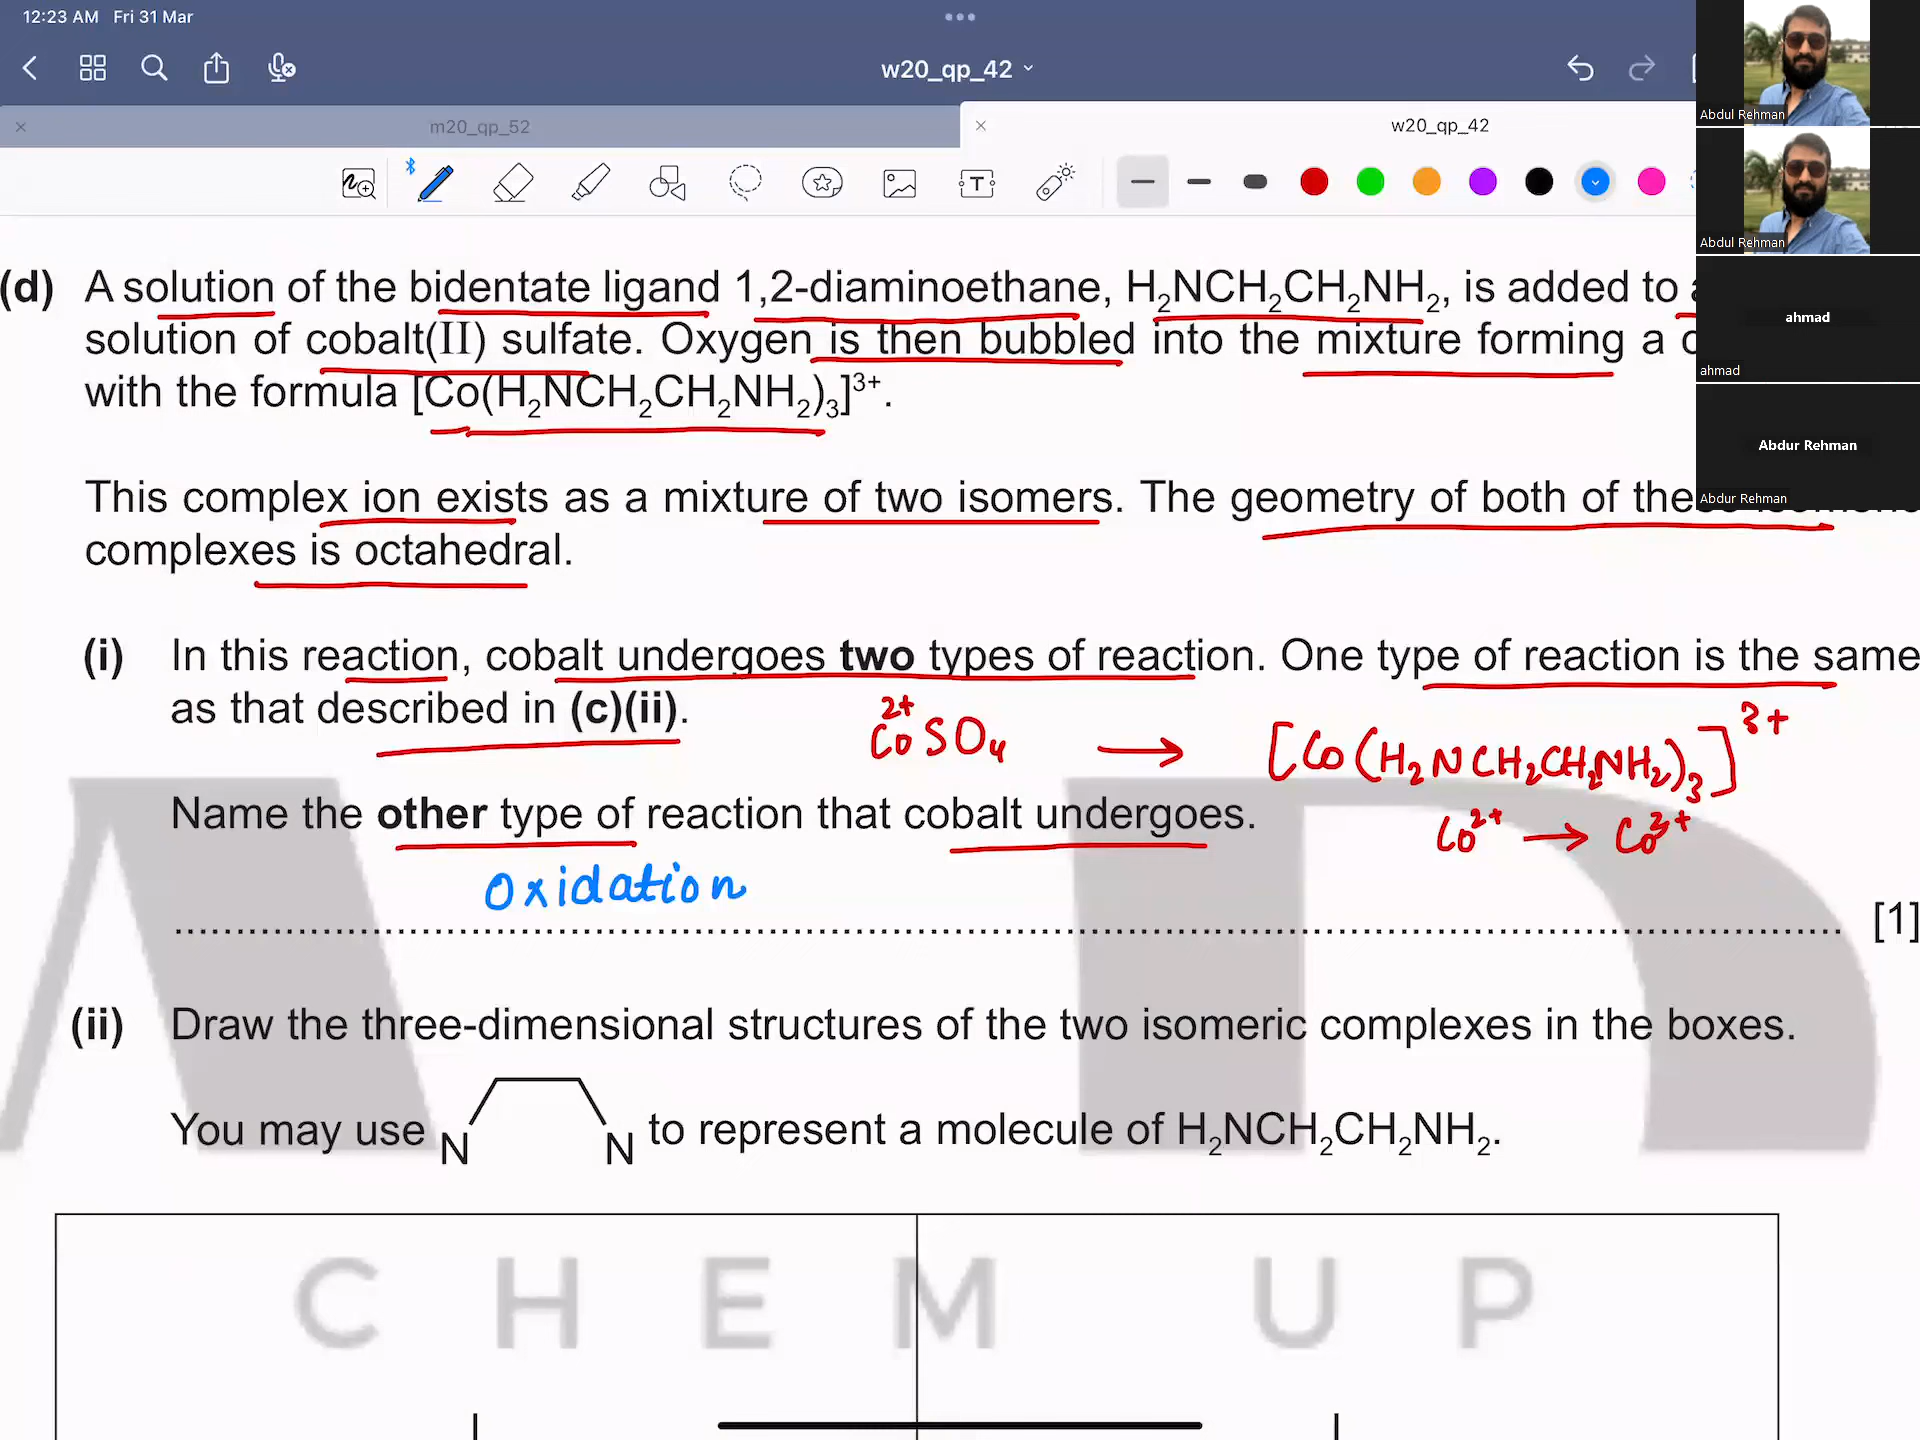 12:23 AM Fri 31 Mar
w20_qp_42
m20_qp_52
w20_qp_42
Abdul Rehman
Abdul Rehman
ahmad
ahmad
Abdur Rehman
Abdur Rehman
(d) A solution of the bidentate ligand 1,2-diaminoethane, H₂NCH₂CH₂NH₂, is added to
solution of cobalt(II) sulfate. Oxygen is then bubbled into the mixture forming a
with the formula [Co(H₂NCH₂CH₂NH₂)₃]³⁺.
This complex ion exists as a mixture of two isomers. The geometry of both of these
complexes is octahedral.
(i) In this reaction, cobalt undergoes two types of reaction. One type of reaction is the same
as that described in (c)(ii).
2+
CoSO₄ → [Co(H₂NCH₂CH₂NH₂)₃]³⁺
Name the other type of reaction that cobalt undergoes.
Co²⁺ → Co³⁺
Oxidation
[1]
(ii) Draw the three-dimensional structures of the two isomeric complexes in the boxes.
You may use N N to represent a molecule of H₂NCH₂CH₂NH₂.
CHEM UP